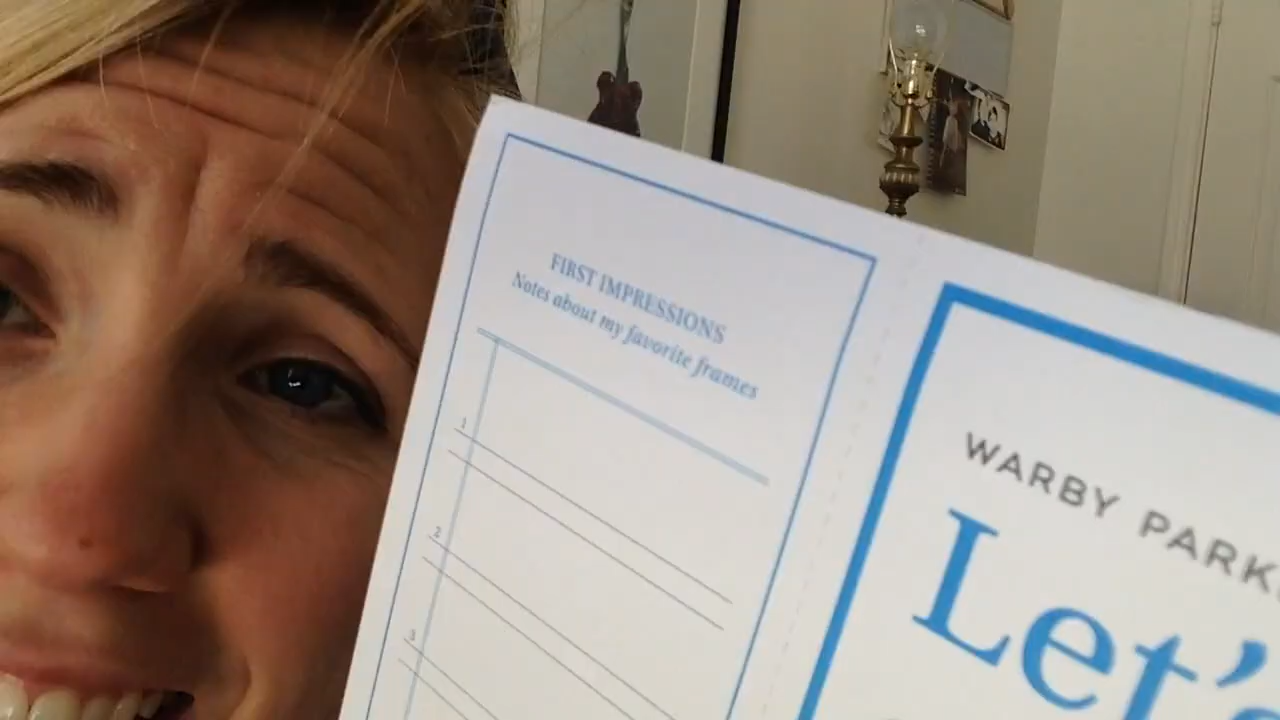 FIRST IMPRESSIONS
Notes about my favorite frames
1
2
3
WARBY PARK
Let's